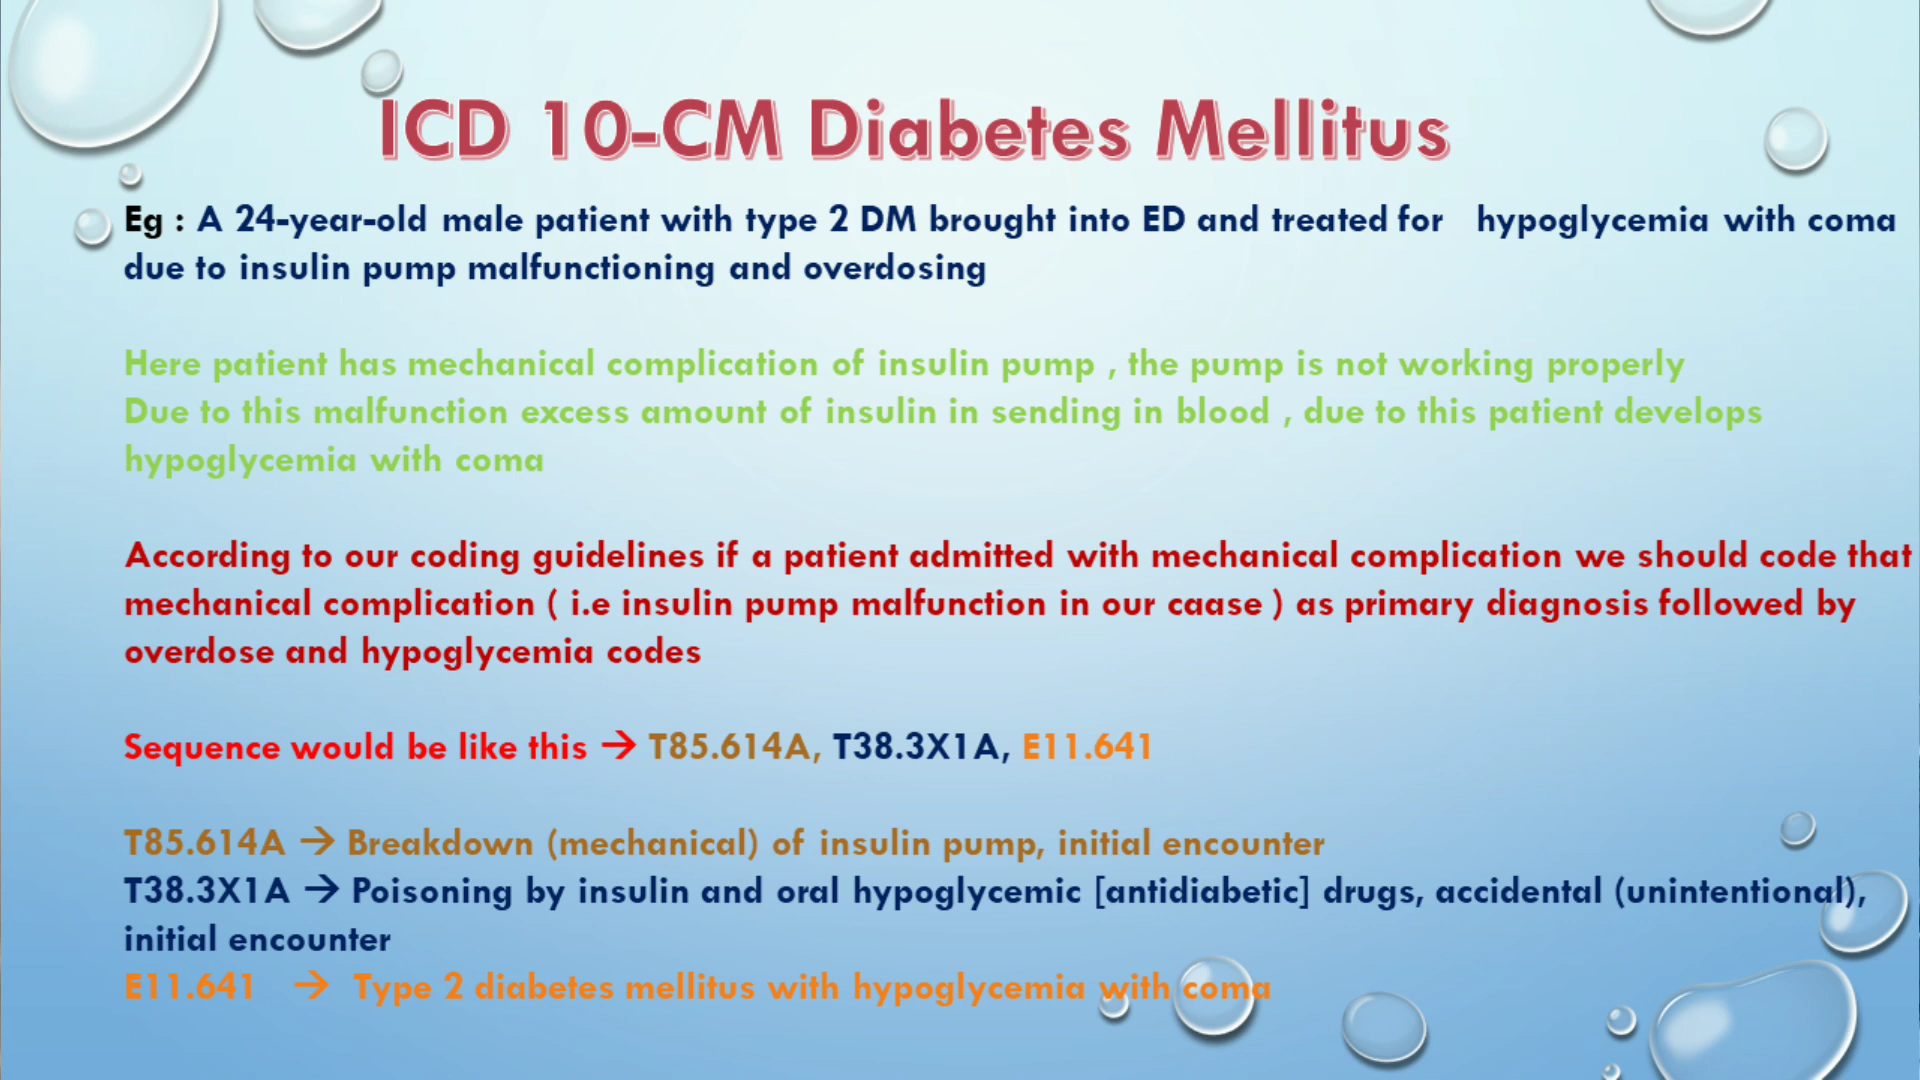 ICD 10-CM Diabetes Mellitus
Eg : A 24-year-old male patient with type 2 DM brought into ED and treated for hypoglycemia with coma
due to insulin pump malfunctioning and overdosing
Here patient has mechanical complication of insulin pump , the pump is not working properly
Due to this malfunction excess amount of insulin in sending in blood , due to this patient develops
hypoglycemia with coma
According to our coding guidelines if a patient admitted with mechanical complication we should code that
mechanical complication ( i.e insulin pump malfunction in our caase ) as primary diagnosis followed by
overdose and hypoglycemia codes
Sequence would be like this → T85.614A, T38.3X1A, E11.641
T85.614A → Breakdown (mechanical) of insulin pump, initial encounter
T38.3X1A → Poisoning by insulin and oral hypoglycemic [antidiabetic] drugs, accidental (unintentional),
initial encounter
E11.641 → Type 2 diabetes mellitus with hypoglycemia with coma